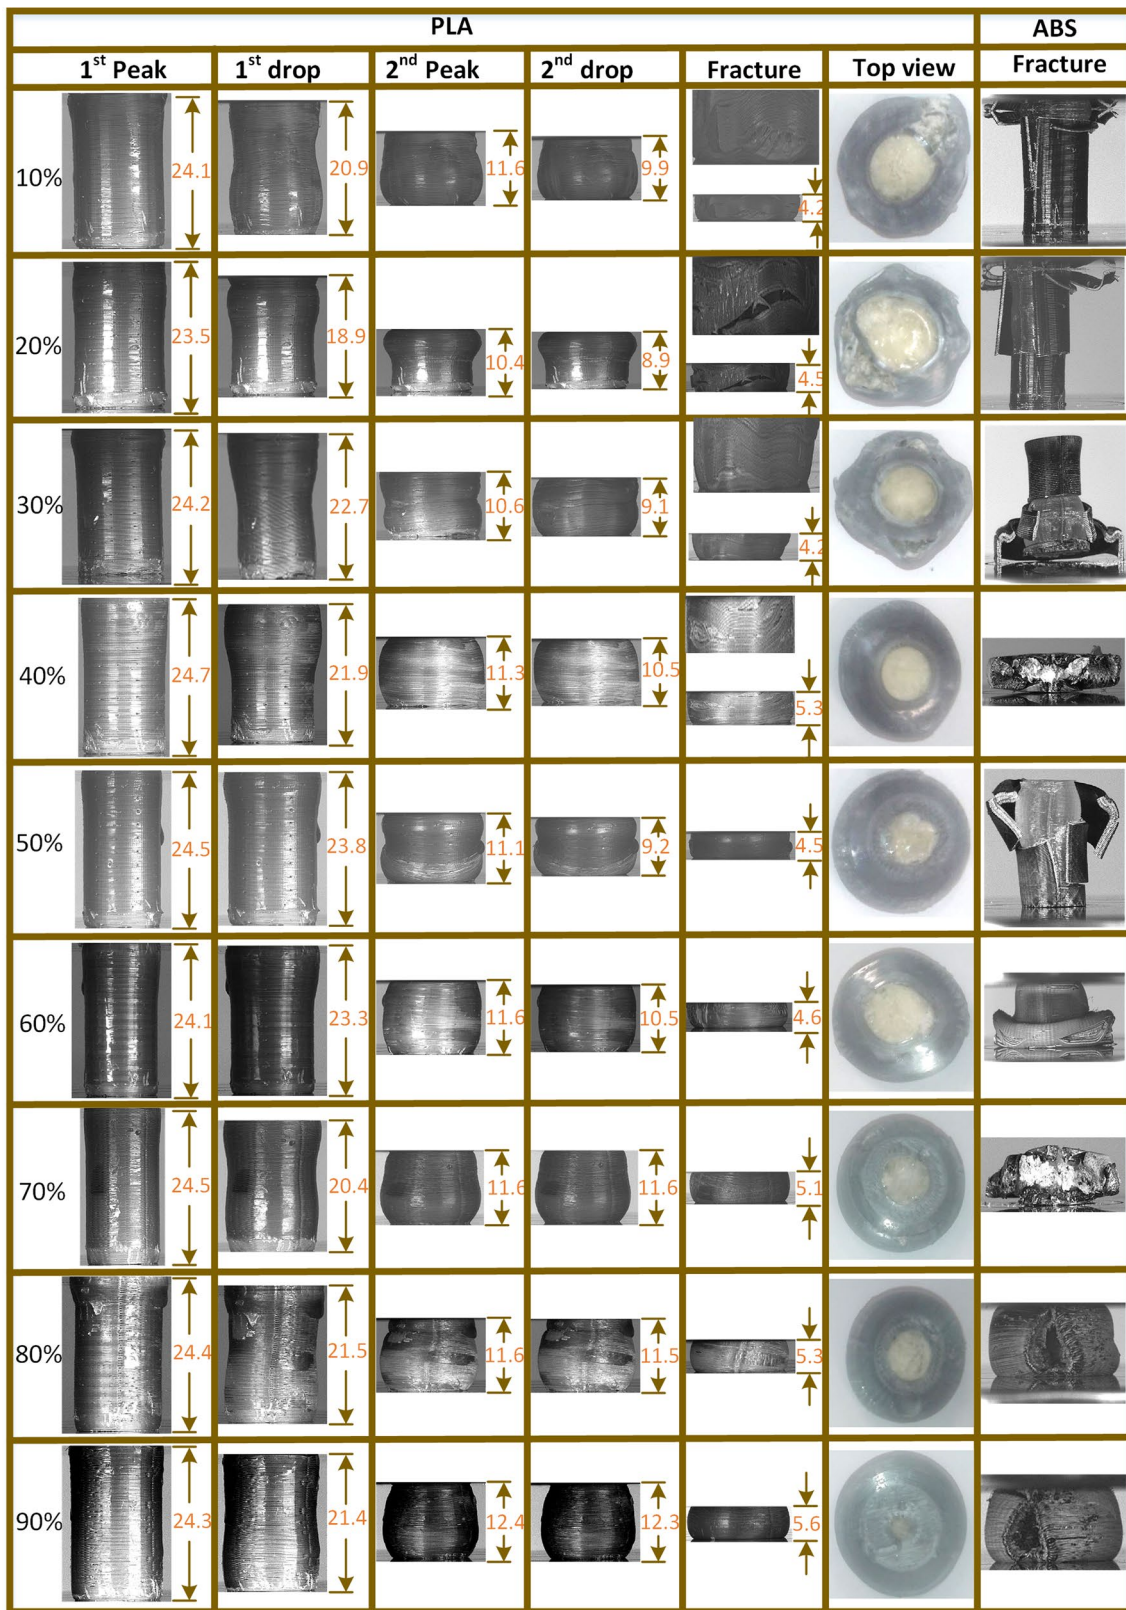 PLA ABS
1st Peak 1st drop 2nd Peak 2nd drop Fracture Top view Fracture
10% 24.1 20.9 11.6 9.9 4.2
20% 23.5 18.9 10.4 8.9 4.5
30% 24.2 22.7 10.6 9.1 4.2
40% 24.7 21.9 11.3 10.5 5.3
50% 24.5 23.8 11.1 9.2 4.5
60% 24.1 23.3 11.6 10.5 4.6
70% 24.5 20.4 11.6 11.6 5.1
80% 24.4 21.5 11.6 11.5 5.3
90% 24.3 21.4 12.4 12.3 5.6